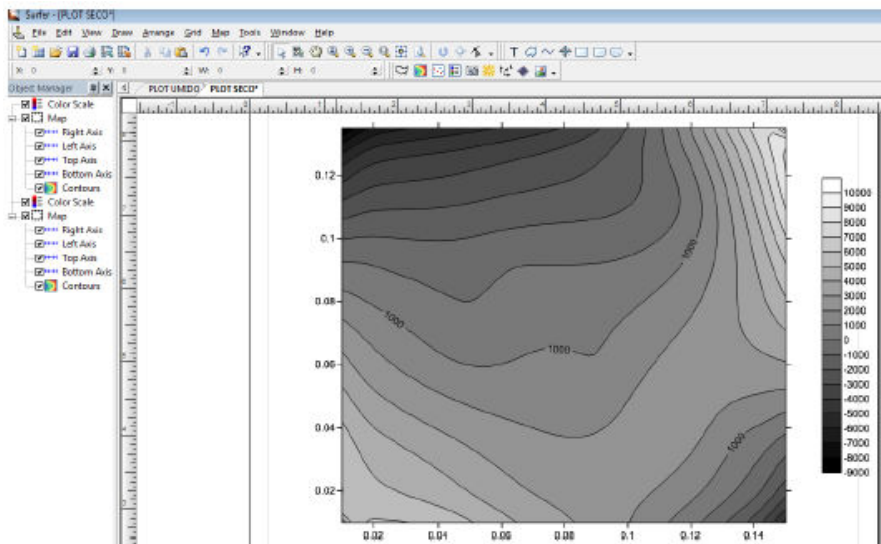 Surfer - [PLOT SECO*]
File Edit View Draw Arrange Grid Map Tools Window Help
X: 0 Y: 0 W: 0 H: 0
Object Manager
PLOT UMIDO PLOT SECO*
Color Scale
Map
Right Axis
Left Axis
Top Axis
Bottom Axis
Contours
Color Scale
Map
Right Axis
Left Axis
Top Axis
Bottom Axis
Contours
0.12
0.1
0.08
0.06
0.04
0.02
0.02 0.04 0.06 0.08 0.1 0.12 0.14
1000
1000
1000
1000
10000
9000
8000
7000
6000
5000
4000
3000
2000
1000
0
-1000
-2000
-3000
-4000
-5000
-6000
-7000
-8000
-9000